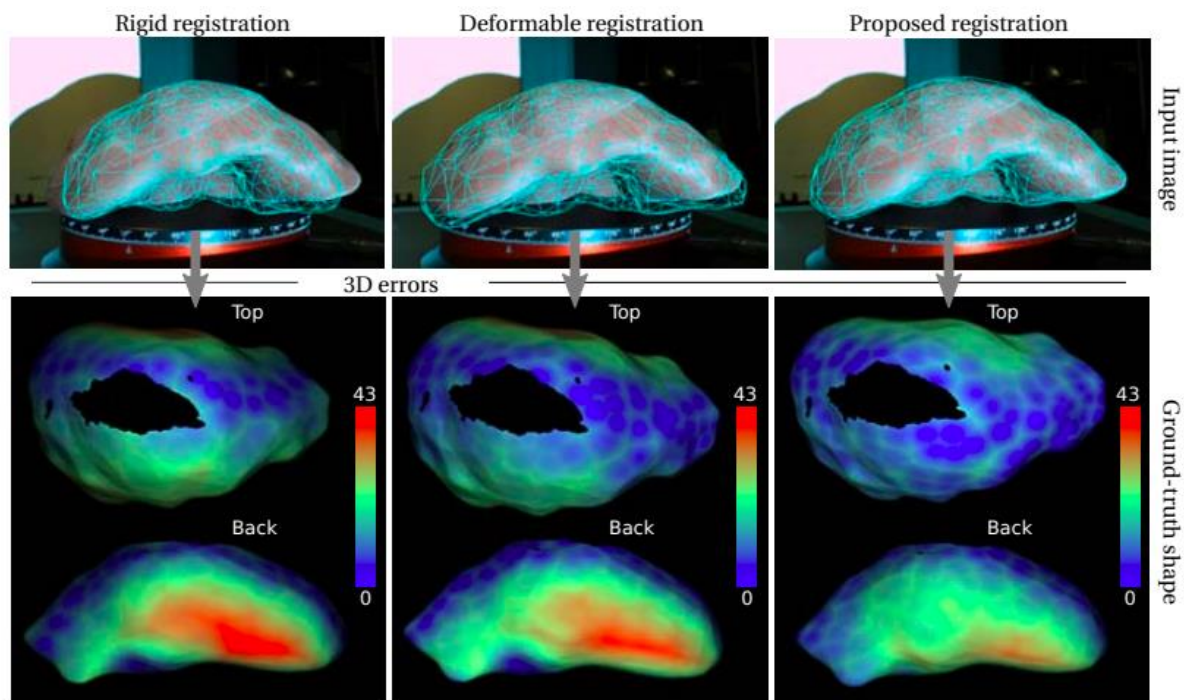 Rigid registration
Deformable registration
Proposed registration
Input image
3D errors
Top
Top
Top
43
43
43
Back
Back
Back
0
0
0
Ground-truth shape